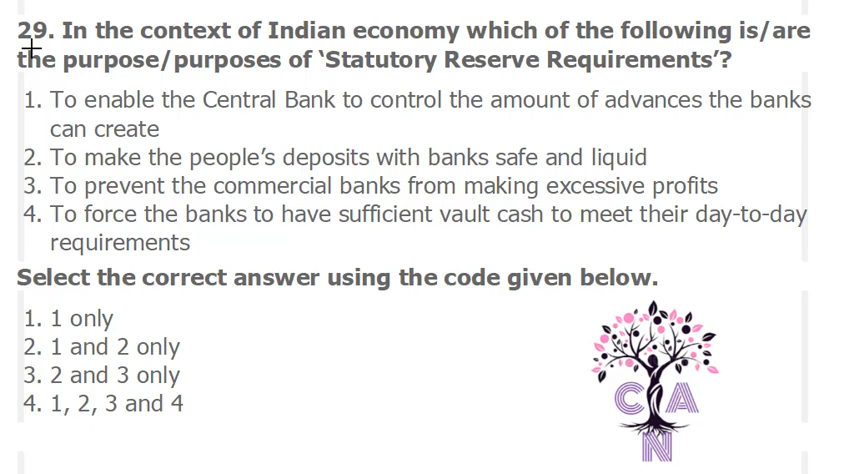 29. In the context of Indian economy which of the following is/are
the purpose/purposes of ‘Statutory Reserve Requirements’?
1. To enable the Central Bank to control the amount of advances the banks
can create
2. To make the people’s deposits with banks safe and liquid
3. To prevent the commercial banks from making excessive profits
4. To force the banks to have sufficient vault cash to meet their day-to-day
requirements
Select the correct answer using the code given below.
1. 1 only
2. 1 and 2 only
3. 2 and 3 only
4. 1, 2, 3 and 4
C A
N